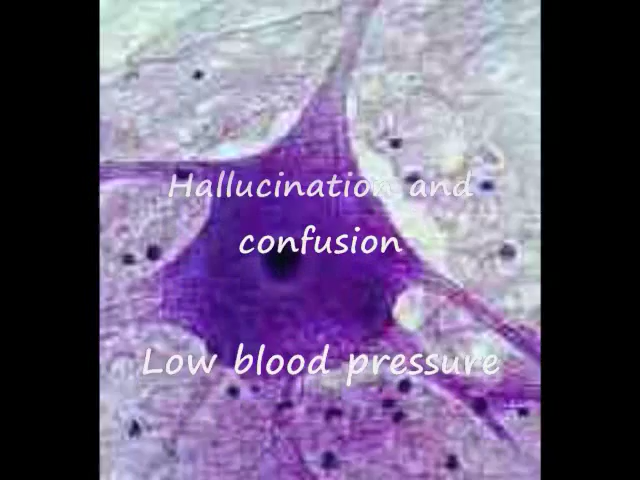 Hallucination and
confusion
Low blood pressure